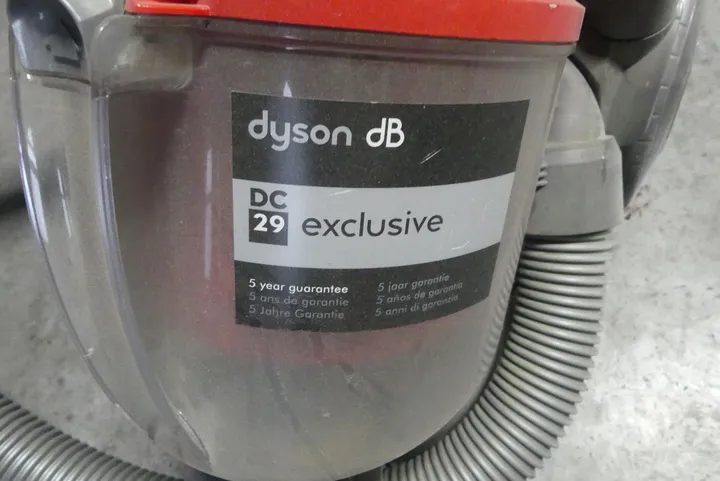 dyson dB
DC
29 exclusive
5 year guarantee
5 ans de garantie
5 Jahre Garantie
5 jaar garantie
5 años de garantía
5 anni di garanzia